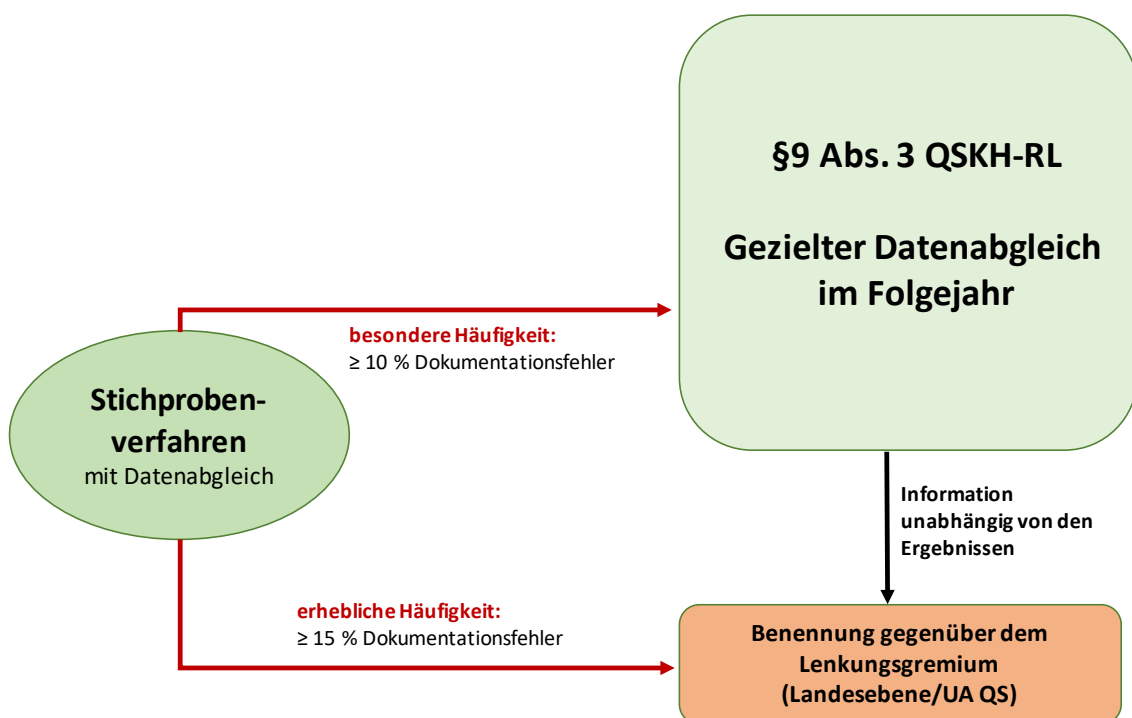 §9 Abs. 3 QSKH-RL
Gezielter Datenabgleich
im Folgejahr
besondere Häufigkeit:
≥ 10 % Dokumentationsfehler
Stichproben-
verfahren
mit Datenabgleich
Information
unabhängig von den
Ergebnissen
erhebliche Häufigkeit:
≥ 15 % Dokumentationsfehler
Benennung gegenüber dem
Lenkungsgremium
(Landesebene/UA QS)